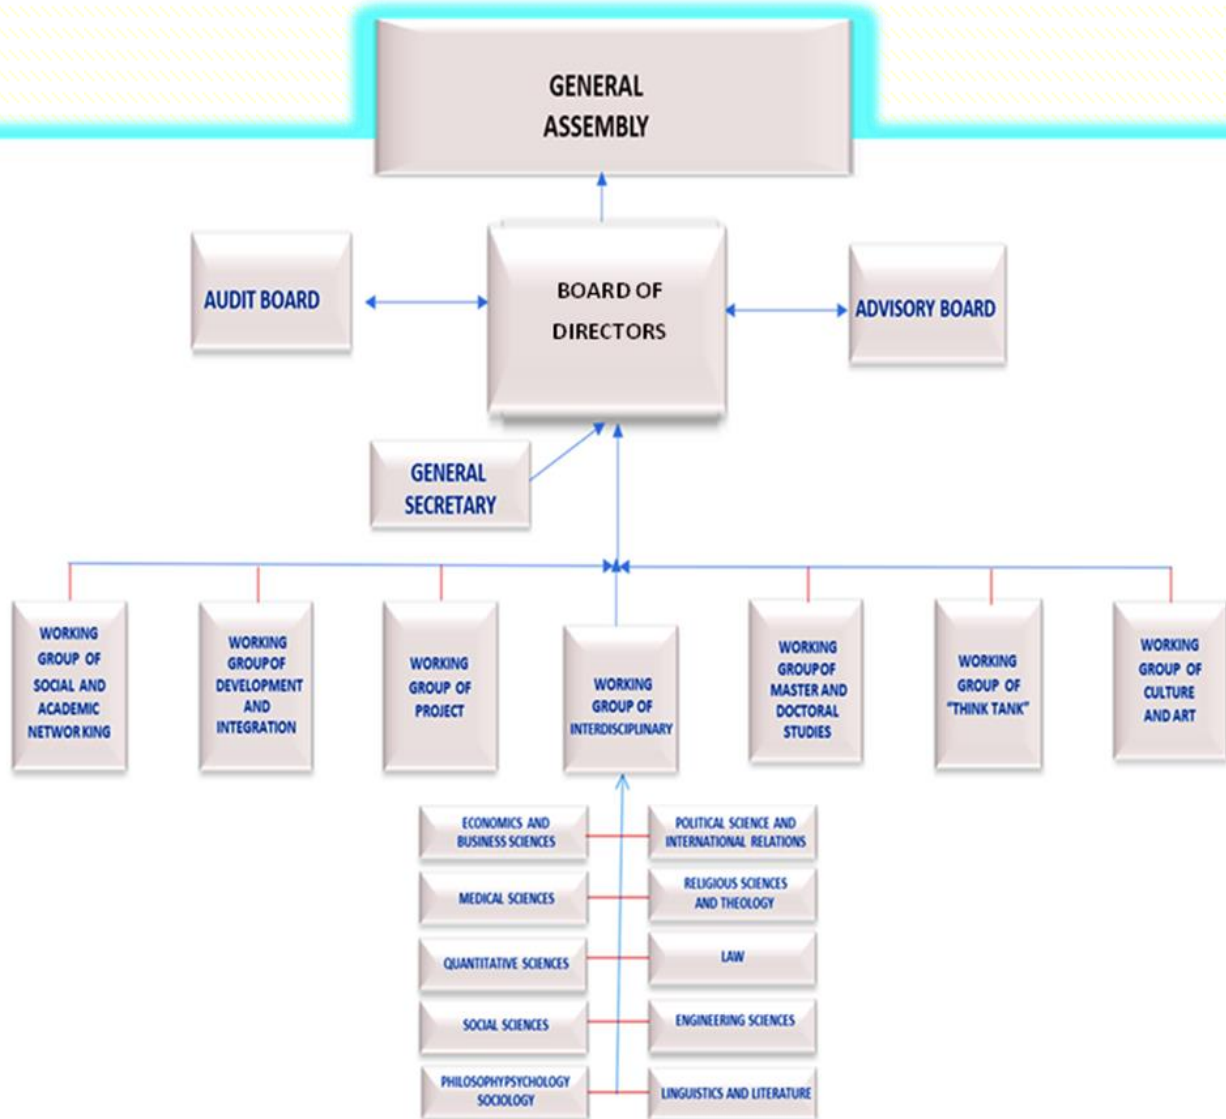 GENERAL
ASSEMBLY
AUDIT BOARD
BOARD OF
DIRECTORS
ADVISORY BOARD
GENERAL
SECRETARY
WORKING
GROUP OF
SOCIAL AND
ACADEMIC
NETWORKING
WORKING
GROUP OF
DEVELOPMENT
AND
INTEGRATION
WORKING
GROUP OF
PROJECT
WORKING
GROUP OF
INTERDISCIPLINARY
WORKING
GROUP OF
MASTER AND
DOCTORAL
STUDIES
WORKING
GROUP OF
"THINK TANK"
WORKING
GROUP OF
CULTURE
AND ART
ECONOMICS AND
BUSINESS SCIENCES
POLITICAL SCIENCE AND
INTERNATIONAL RELATIONS
MEDICAL SCIENCES
RELIGIOUS SCIENCES
AND THEOLOGY
QUANTITATIVE SCIENCES
LAW
SOCIAL SCIENCES
ENGINEERING SCIENCES
PHILOSOPHYPSYCHOLOGY
SOCIOLOGY
LINGUISTICS AND LITERATURE